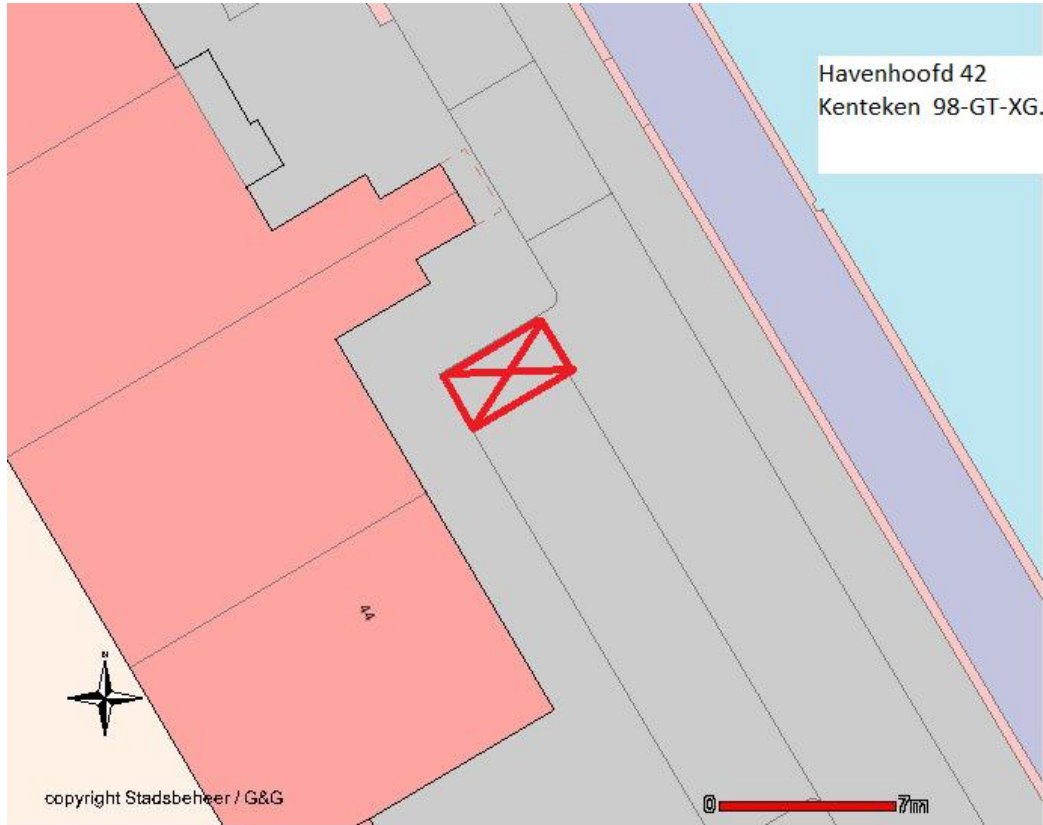 Havenhoofd 42
Kenteken 98-GT-XG.
44
N
copyright Stadsbeheer / G&G
0 7m